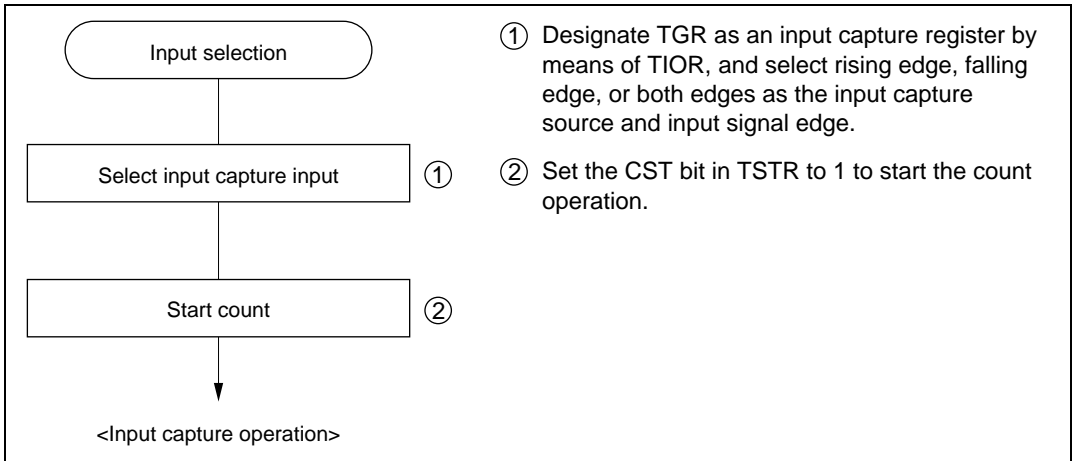 Input selection
Select input capture input
①
Start count
②
<Input capture operation>
① Designate TGR as an input capture register by
means of TIOR, and select rising edge, falling
edge, or both edges as the input capture
source and input signal edge.
② Set the CST bit in TSTR to 1 to start the count
operation.